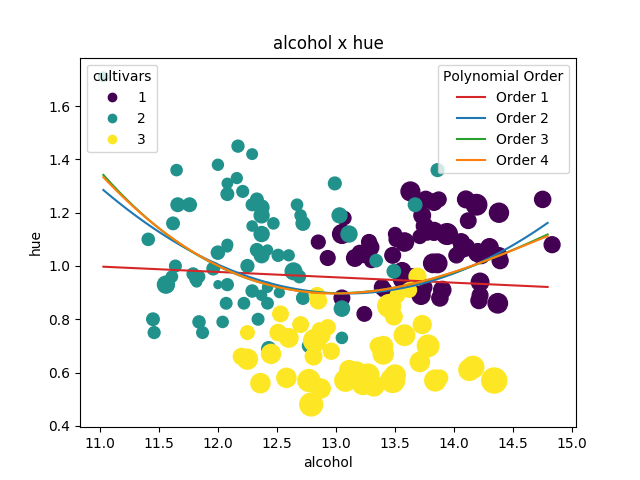 alcohol x hue
cultivars
1
2
3
Polynomial Order
Order 1
Order 2
Order 3
Order 4
hue
1.6
1.4
1.2
1.0
0.8
0.6
0.4
11.0 11.5 12.0 12.5 13.0 13.5 14.0 14.5 15.0
alcohol